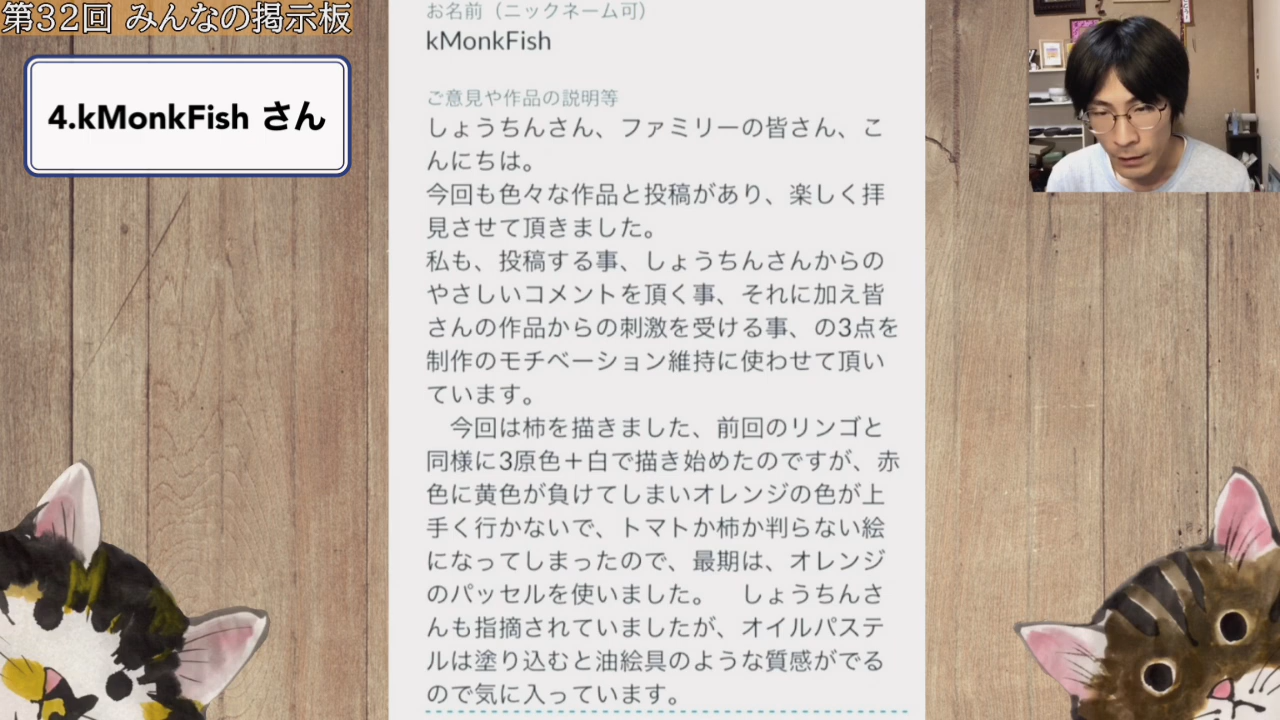 第32回 みんなの掲示板
4.kMonkFish さん
お名前（ニックネーム可）
kMonkFish
ご意見や作品の説明等
しょうちんさん、ファミリーの皆さん、こ
んにちは。
今回も色々な作品と投稿があり、楽しく拝
見させて頂きました。
私も、投稿する事、しょうちんさんからの
やさしいコメントを頂く事、それに加え皆
さんの作品からの刺激を受ける事、の3点を
制作のモチベーション維持に使わせて頂い
ています。
　今回は柿を描きました、前回のリンゴと
同様に3原色＋白で描き始めたのですが、赤
色に黄色が負けてしまいオレンジの色が上
手く行かないで、トマトか柿か判らない絵
になってしまったので、最期は、オレンジ
のパッセルを使いました。　しょうちんさ
んも指摘されていましたが、オイルパステ
ルは塗り込むと油絵具のような質感がでる
ので気に入っています。